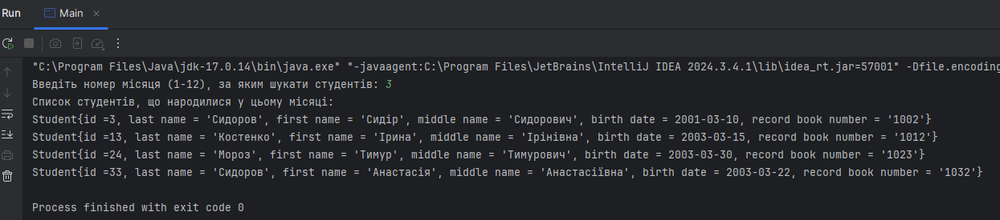 Run Main
"C:\Program Files\Java\jdk-17.0.14\bin\java.exe" "-javaagent:C:\Program Files\JetBrains\IntelliJ IDEA 2024.3.4.1\lib\idea_rt.jar=57001" -Dfile.encoding
Введіть номер місяця (1-12), за яким шукати студентів: 3
Список студентів, що народилися у цьому місяці:
Student{id =3, last name = 'Сидоров', first name = 'Сидір', middle name = 'Сидорович', birth date = 2001-03-10, record book number = '1002'}
Student{id =13, last name = 'Костенко', first name = 'Ірина', middle name = 'Ірінівна', birth date = 2003-03-15, record book number = '1012'}
Student{id =24, last name = 'Мороз', first name = 'Тимур', middle name = 'Тимурович', birth date = 2003-03-30, record book number = '1023'}
Student{id =33, last name = 'Сидоров', first name = 'Анастасія', middle name = 'Анастасіївна', birth date = 2003-03-22, record book number = '1032'}
Process finished with exit code 0